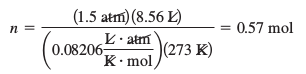 n = (1.5 atm)(8.56 L) / (0.08206 L · atm / K · mol)(273 K) = 0.57 mol